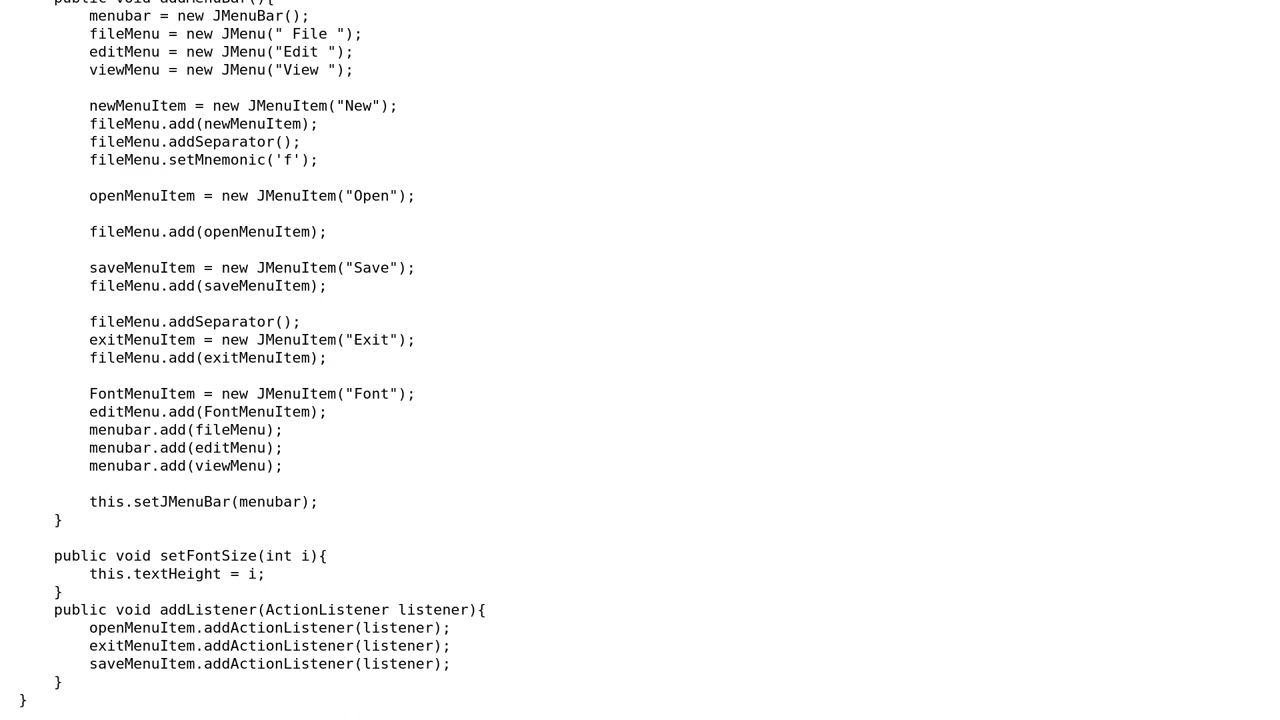 public void addMenuBar(){
menubar = new JMenuBar();
fileMenu = new JMenu(" File ");
editMenu = new JMenu("Edit ");
viewMenu = new JMenu("View ");
newMenuItem = new JMenuItem("New");
fileMenu.add(newMenuItem);
fileMenu.addSeparator();
fileMenu.setMnemonic('f');
openMenuItem = new JMenuItem("Open");
fileMenu.add(openMenuItem);
saveMenuItem = new JMenuItem("Save");
fileMenu.add(saveMenuItem);
fileMenu.addSeparator();
exitMenuItem = new JMenuItem("Exit");
fileMenu.add(exitMenuItem);
FontMenuItem = new JMenuItem("Font");
editMenu.add(FontMenuItem);
menubar.add(fileMenu);
menubar.add(editMenu);
menubar.add(viewMenu);
this.setJMenuBar(menubar);
}
public void setFontSize(int i){
this.textHeight = i;
}
public void addListener(ActionListener listener){
openMenuItem.addActionListener(listener);
exitMenuItem.addActionListener(listener);
saveMenuItem.addActionListener(listener);
}
}